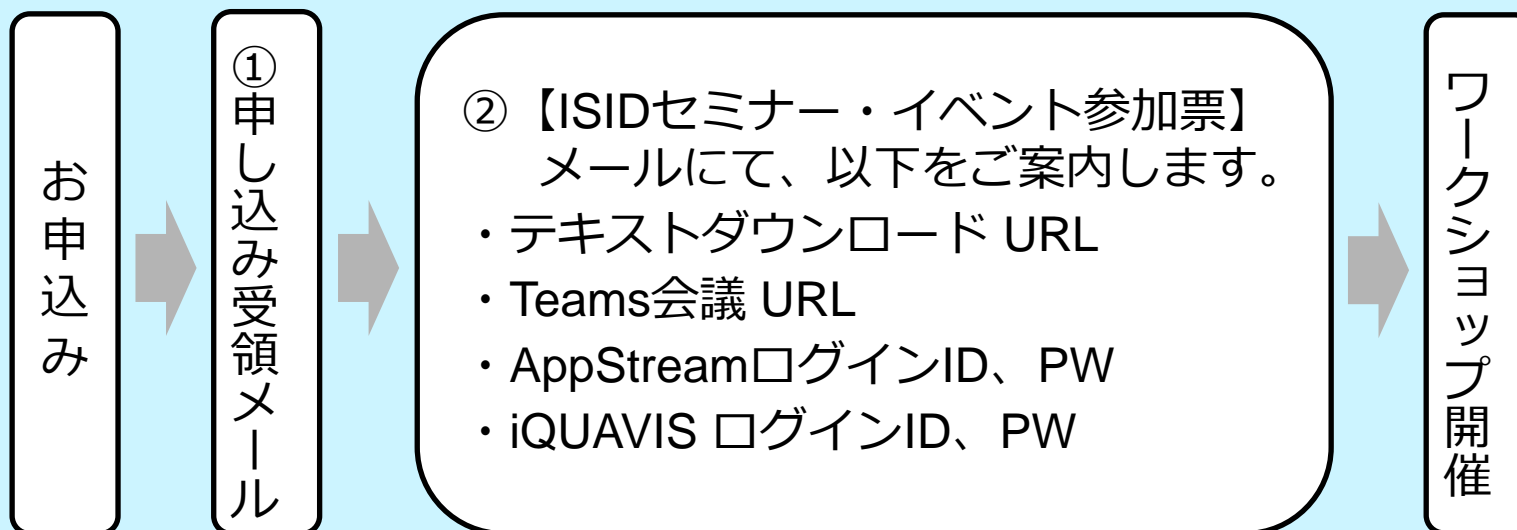 お申込み
①申し込み受領メール
②【ISIDセミナー・イベント参加票】
メールにて、以下をご案内します。
・テキストダウンロード URL
・Teams会議 URL
・AppStreamログインID、PW
・iQUAVIS ログインID、PW
ワークショップ開催